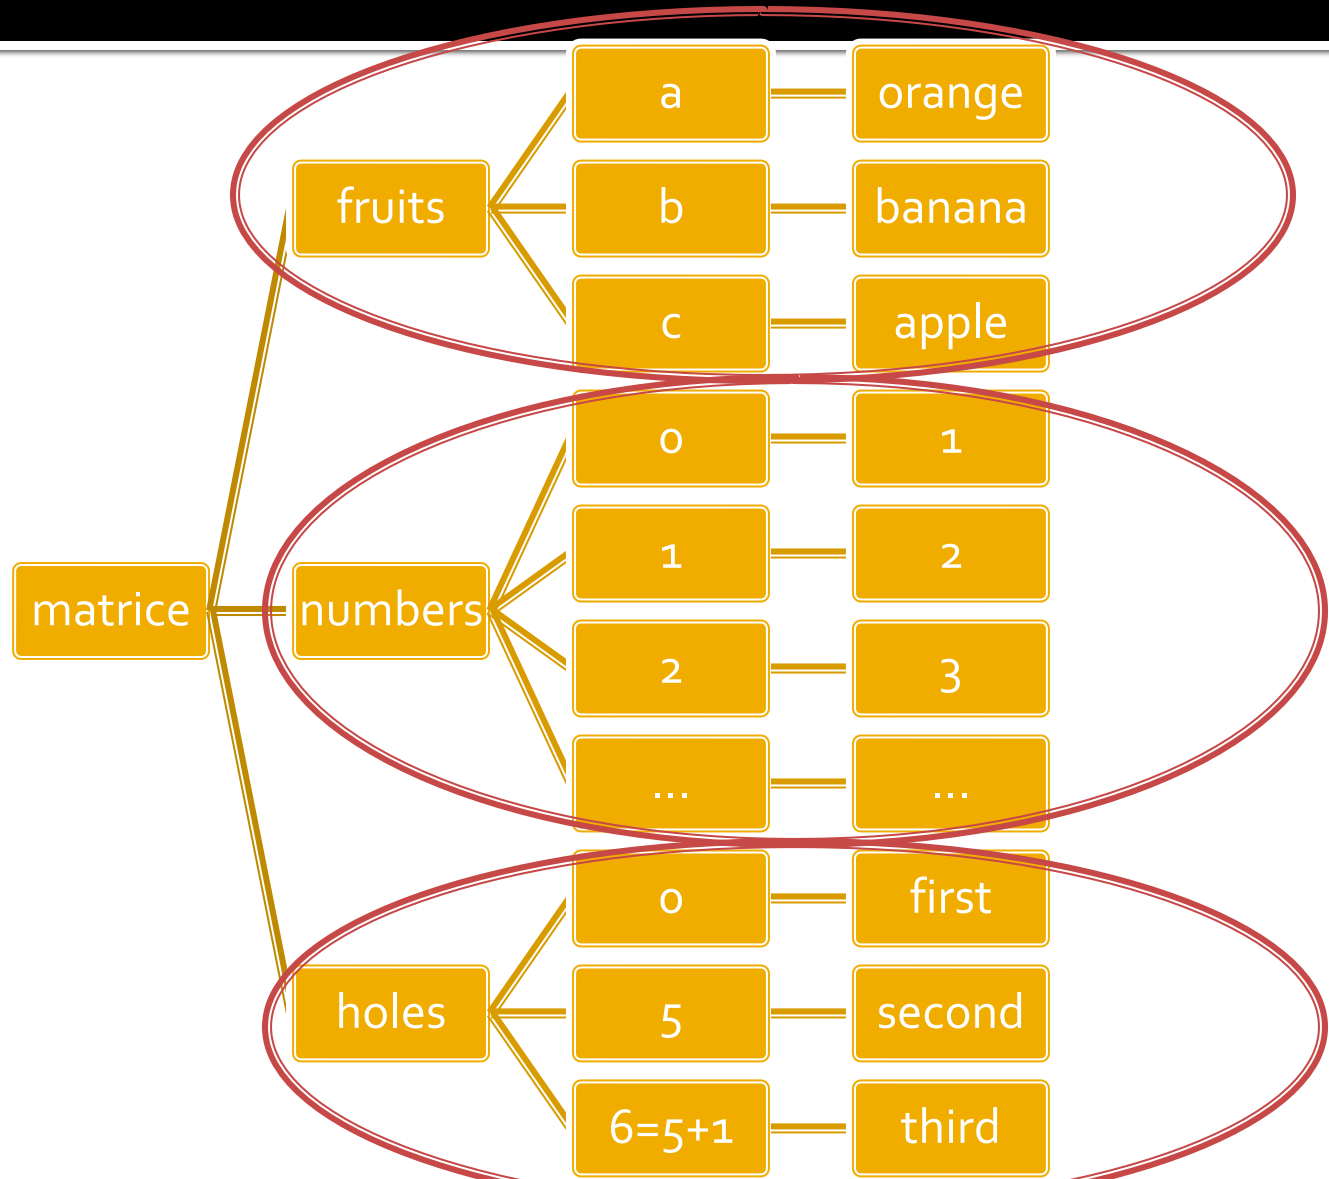 matrice
fruits
a
orange
b
banana
c
apple
numbers
0
1
1
2
2
3
...
...
holes
0
first
5
second
6=5+1
third